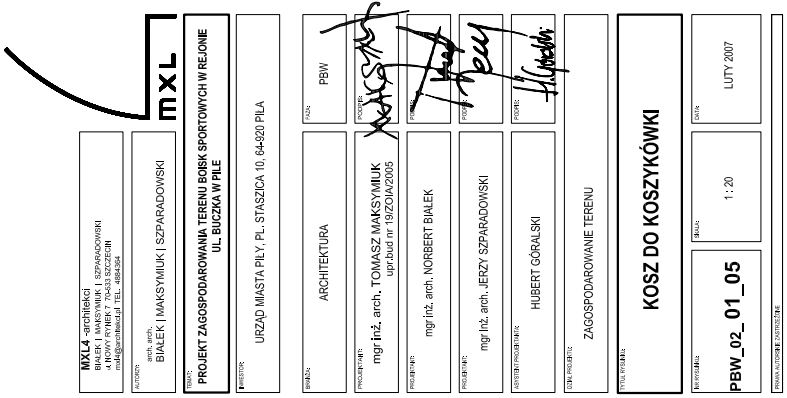 MXL
MXL4 -architekci
BIAŁEK | MAKSYMIUK | SZPARADOWSKI
ul. NOWY RYNEK 7 70-533 SZCZECIN
mxl4@architekci.pl TEL. 4884364
AUTORZY:
arch. arch.
BIAŁEK | MAKSYMIUK | SZPARADOWSKI
TEMAT:
PROJEKT ZAGOSPODAROWANIA TERENU BOISK SPORTOWYCH W REJONIE
UL. BUCZKA W PILE
INWESTOR:
URZĄD MIASTA PIŁY, PL. STASZICA 10, 64-920 PIŁA
BRANŻA:
ARCHITEKTURA
FAZA:
PBW
PROJEKTANT:
mgr inż. arch. TOMASZ MAKSYMIUK
upr.bud nr 19/ZOIA/2005
PODPIS:
PROJEKTANT:
mgr inż. arch. NORBERT BIAŁEK
PODPIS:
PROJEKTANT:
mgr inż. arch. JERZY SZPARADOWSKI
PODPIS:
ASYSTENT PROJEKTANTA:
HUBERT GÓRALSKI
PODPIS:
DZIAŁ PROJEKTU:
ZAGOSPODAROWANIE TERENU
TYTUŁ RYSUNKU:
KOSZ DO KOSZYKÓWKI
NR RYSUNKU:
PBW_02_01_05
SKALA:
1 : 20
DATA:
LUTY 2007
PRAWA AUTORSKIE ZASTRZEŻONE